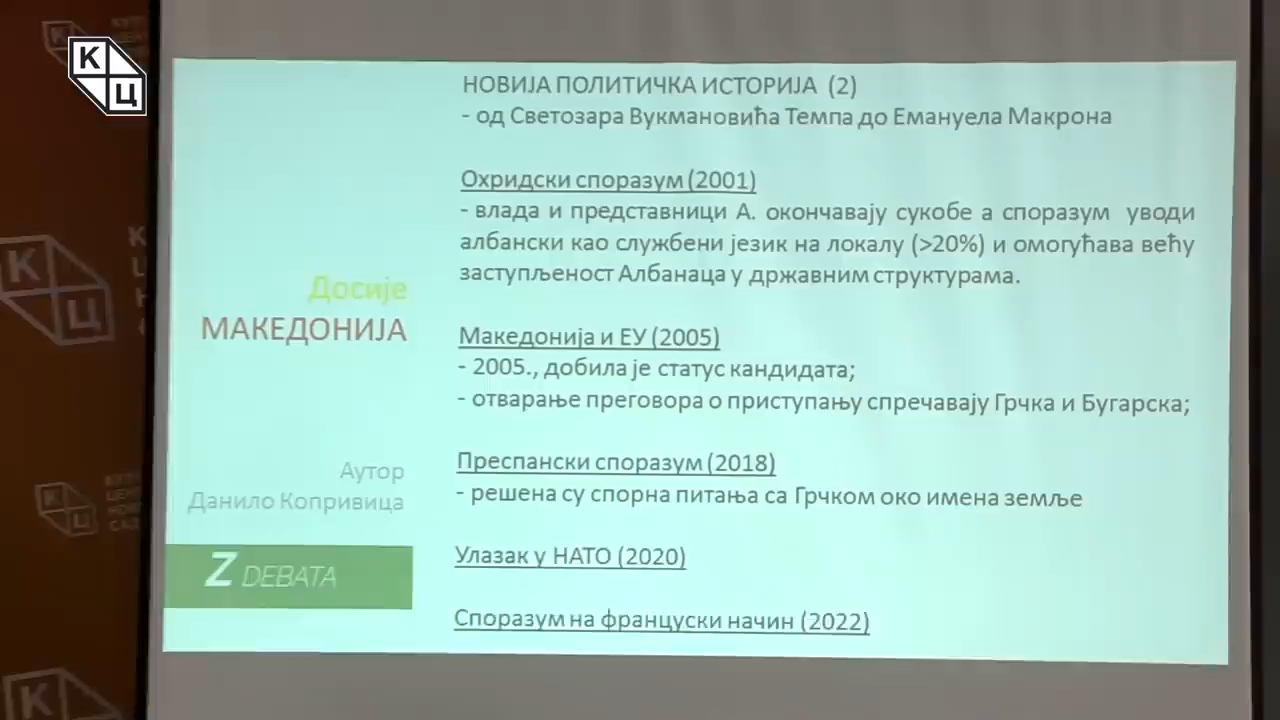 К
Ц
НОВИЈА ПОЛИТИЧКА ИСТОРИЈА (2)
- од Светозара Вукмановића Темпа до Емануела Макрона
Охридски споразум (2001)
- влада и представници А. окончавају сукобе а споразум уводи
албански као службени језик на локалу (>20%) и омогућава већу
заступљеност Албанаца у државним структурама.
Македонија и ЕУ (2005)
- 2005., добила је статус кандидата;
- отварање преговора о приступању спречавају Грчка и Бугарска;
Преспански споразум (2018)
- решена су спорна питања са Грчком око имена земље
Улазак у НАТО (2020)
Споразум на француски начин (2022)
Досије
МАКЕДОНИЈА
Аутор
Данило Копривица
Z DEBATA
К
Ц
К
Ц
К